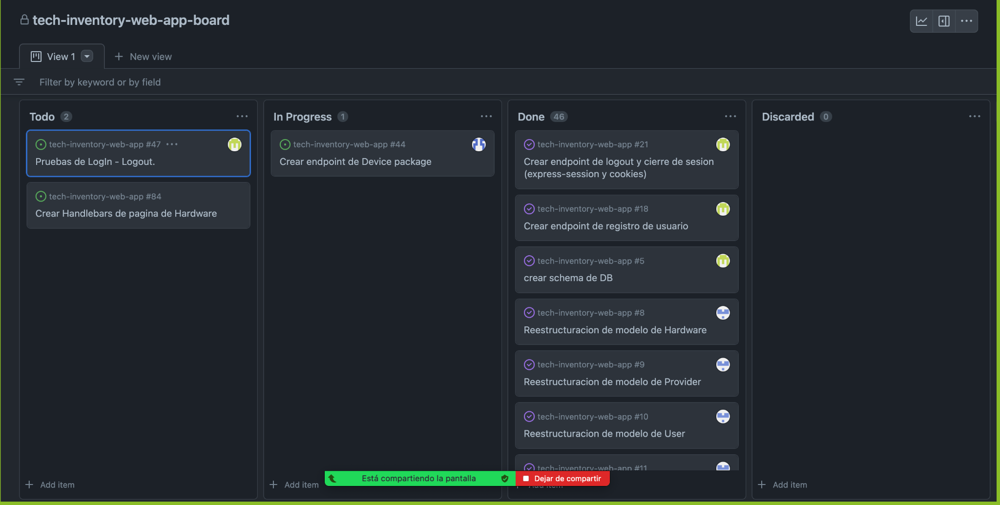 tech-inventory-web-app-board
View 1
New view
Filter by keyword or by field
Todo 2
tech-inventory-web-app #47
Pruebas de LogIn - Logout.
tech-inventory-web-app #84
Crear Handlebars de pagina de Hardware
Add item
In Progress 1
tech-inventory-web-app #44
Crear endpoint de Device package
Add item
Done 46
tech-inventory-web-app #21
Crear endpoint de logout y cierre de sesion
(express-session y cookies)
tech-inventory-web-app #18
Crear endpoint de registro de usuario
tech-inventory-web-app #5
crear schema de DB
tech-inventory-web-app #8
Reestructuracion de modelo de Hardware
tech-inventory-web-app #9
Reestructuracion de modelo de Provider
tech-inventory-web-app #10
Reestructuracion de modelo de User
tech-inventory-web-app #11
Add item
Discarded 0
Add item
Está compartiendo la pantalla
Dejar de compartir